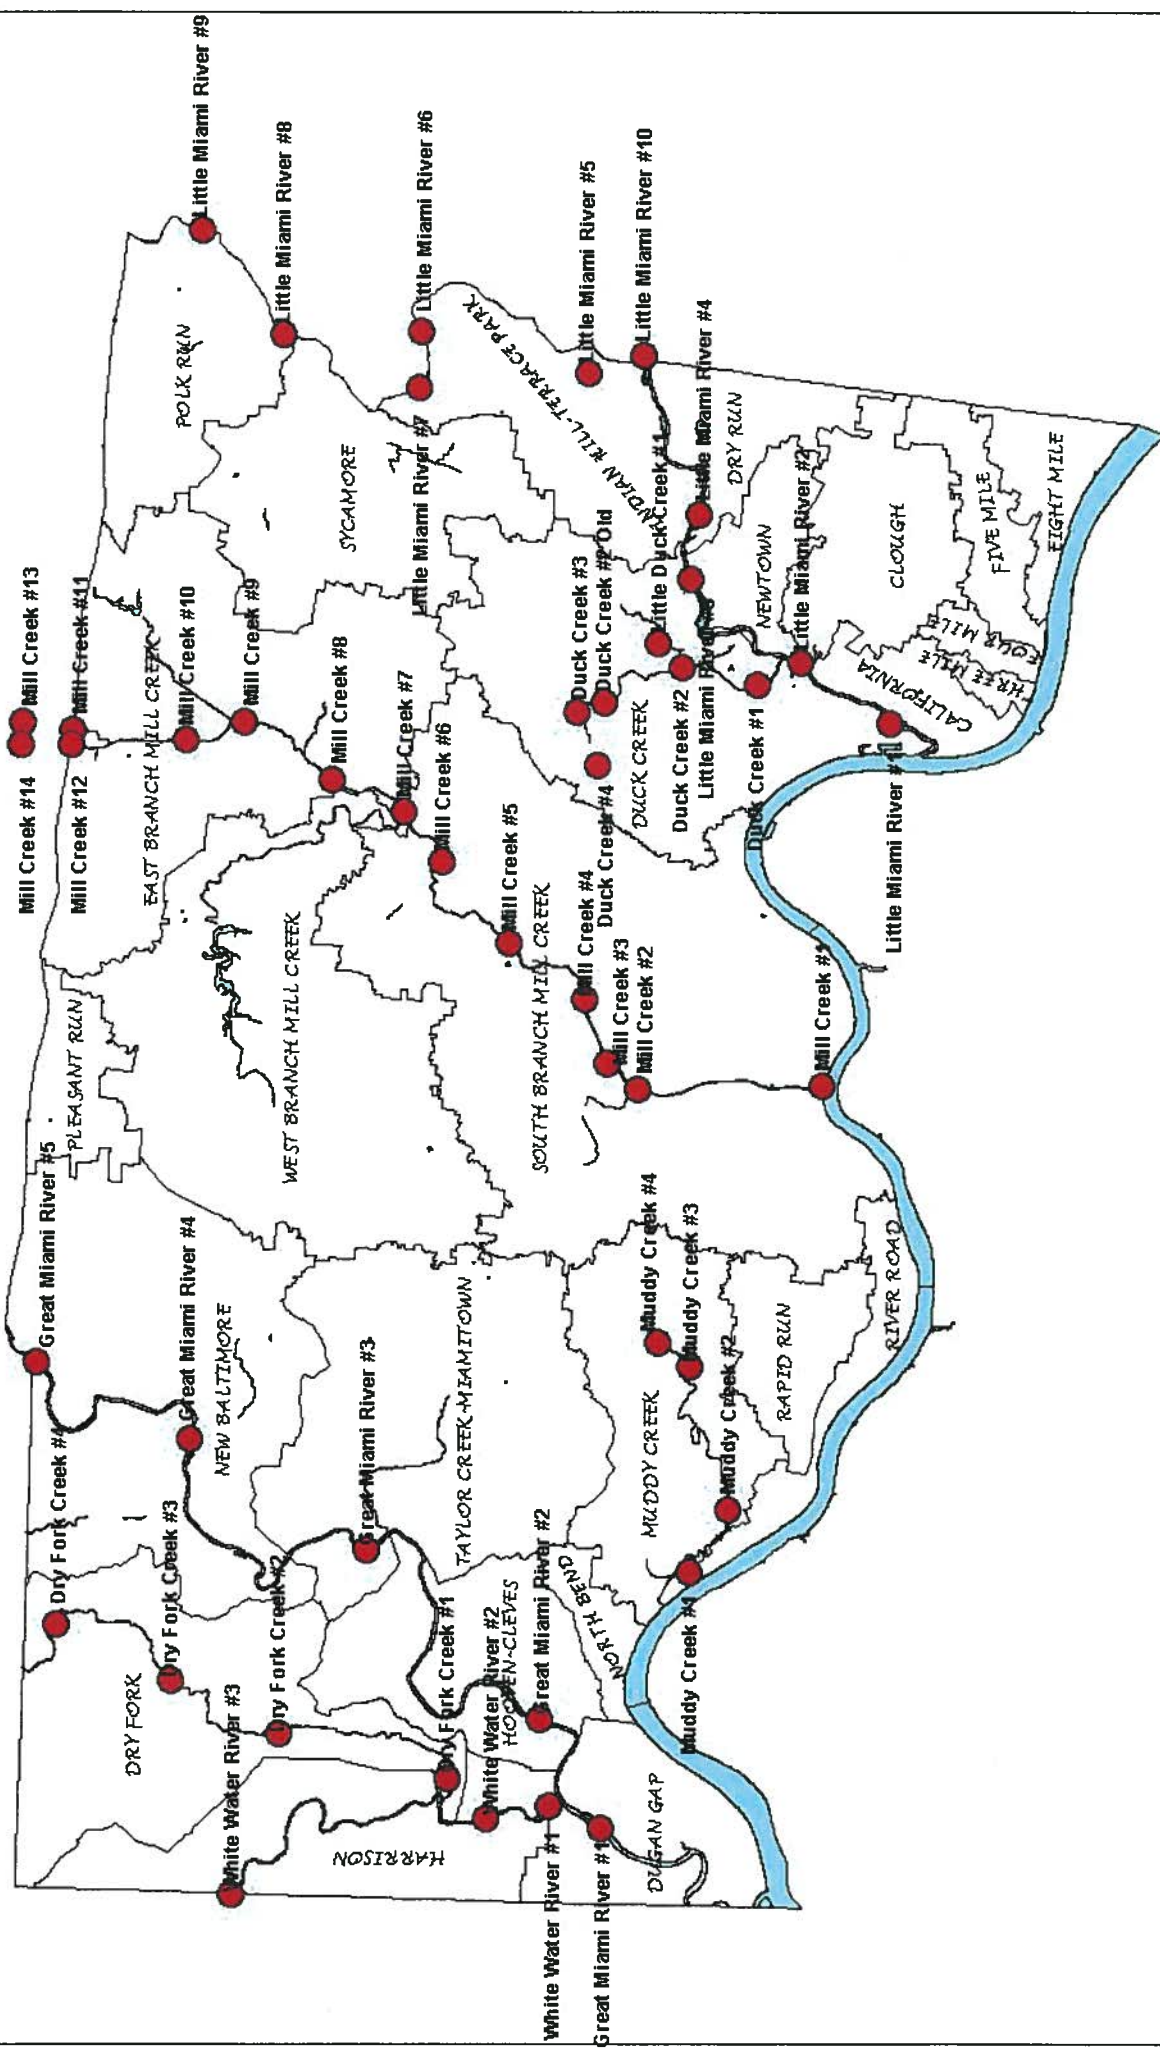 Mill Creek #14
Mill Creek #13
Mill Creek #12
Mill Creek #11
Great Miami River #5
Dry Fork Creek #4
PLEASANT RUN
EAST BRANCH MILL CREEK
Mill Creek #10
POLK RUN
Little Miami River #9
DRY FORK
Dry Fork Creek #3
Great Miami River #4
NEW BALTIMORE
White Water River #3
Mill Creek #9
Dry Fork Creek #2
WEST BRANCH MILL CREEK
Little Miami River #8
Mill Creek #8
SYCAMORE
HARRISON
Great Miami River #3
Mill Creek #7
Little Miami River #7
Little Miami River #6
Dry Fork Creek #1
TAYLOR CREEK-MIAMITOWN
Mill Creek #6
White Water River #2
HOOVEN-CLEVES
Mill Creek #5
INDIAN HILL-TERRACE PARK
White Water River #1
Great Miami River #2
SOUTH BRANCH MILL CREEK
NORTH BEND
Mill Creek #4
Duck Creek #3
Little Miami River #5
Great Miami River #1
Duck Creek #4
Duck Creek #2 Old
Mill Creek #3
Mill Creek #2
DUGAN GAP
MUDDY CREEK
Muddy Creek #4
DUCK CREEK
Little Duck Creek #1
Little Miami River #10
Muddy Creek #1
Muddy Creek #3
Duck Creek #2
Little Miami River #3
Little Miami River #4
Muddy Creek #2
DRY RUN
Duck Creek #1
NEWTOWN
RAPID RUN
Little Miami River #2
Mill Creek #1
RIVER ROAD
Little Miami River #1
CLOUGH
CALIFORNIA
THREE MILE
FOUR MILE
FIVE MILE
EIGHT MILE